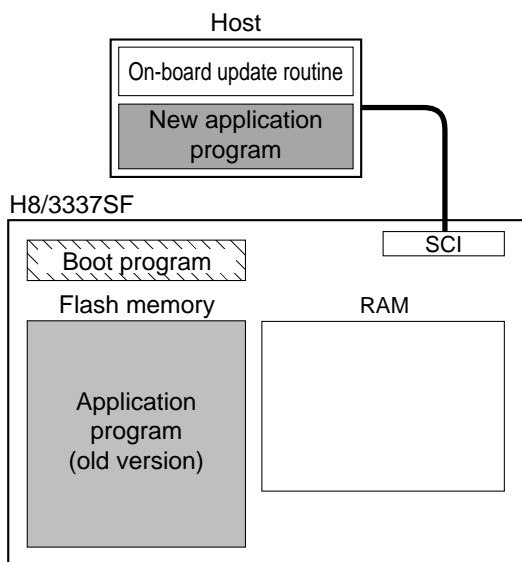 Host
On-board update routine
New application
program
H8/3337SF
SCI
Boot program
Flash memory
RAM
Application
program
(old version)